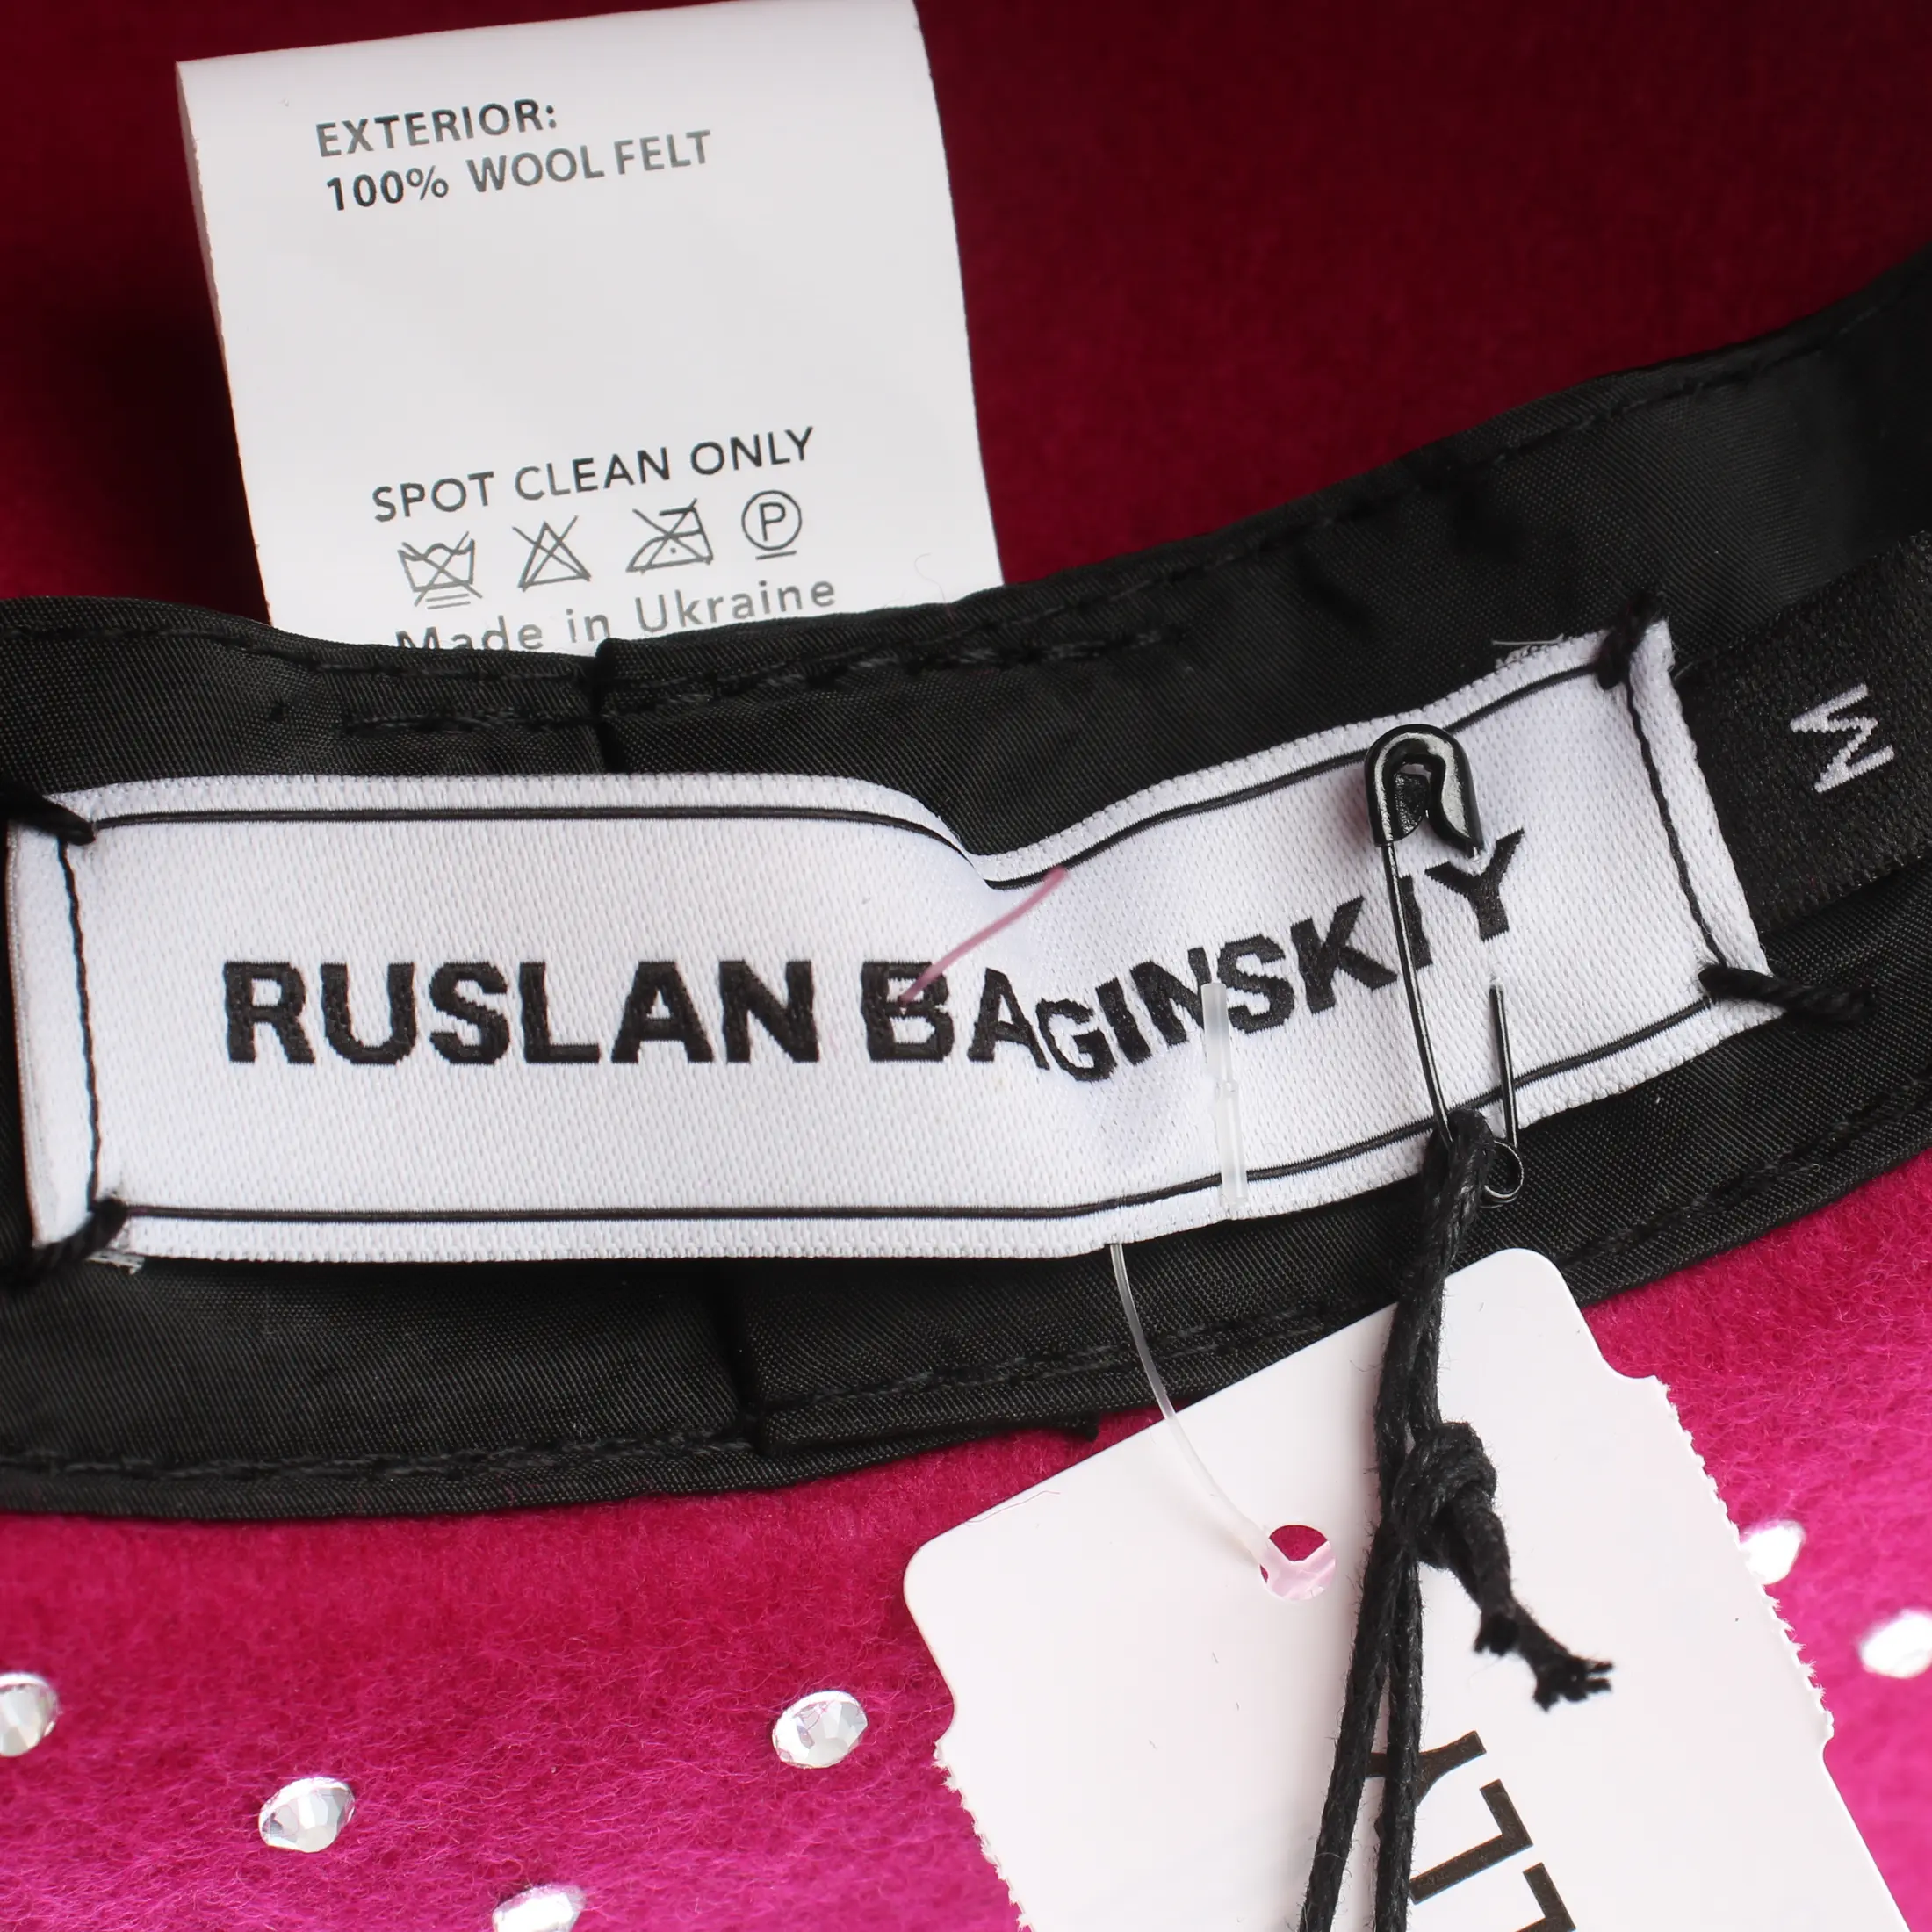 EXTERIOR:
100% WOOL FELT
SPOT CLEAN ONLY
P
Made in Ukraine
RUSLAN BAGINSKIY
M